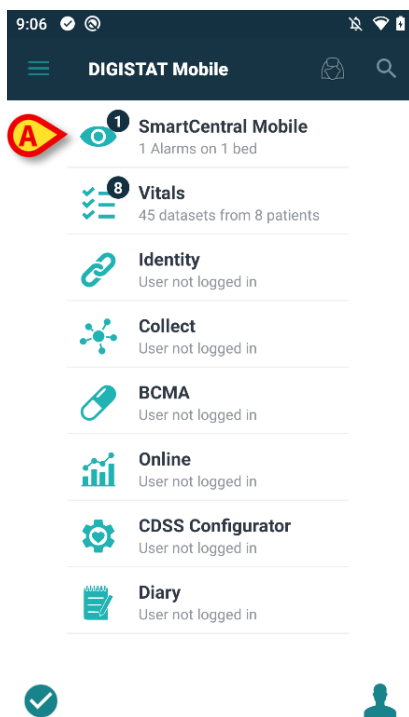 9:06
DIGISTAT Mobile
A
1
SmartCentral Mobile
1 Alarms on 1 bed
8
Vitals
45 datasets from 8 patients
Identity
User not logged in
Collect
User not logged in
BCMA
User not logged in
Online
User not logged in
CDSS Configurator
User not logged in
Diary
User not logged in